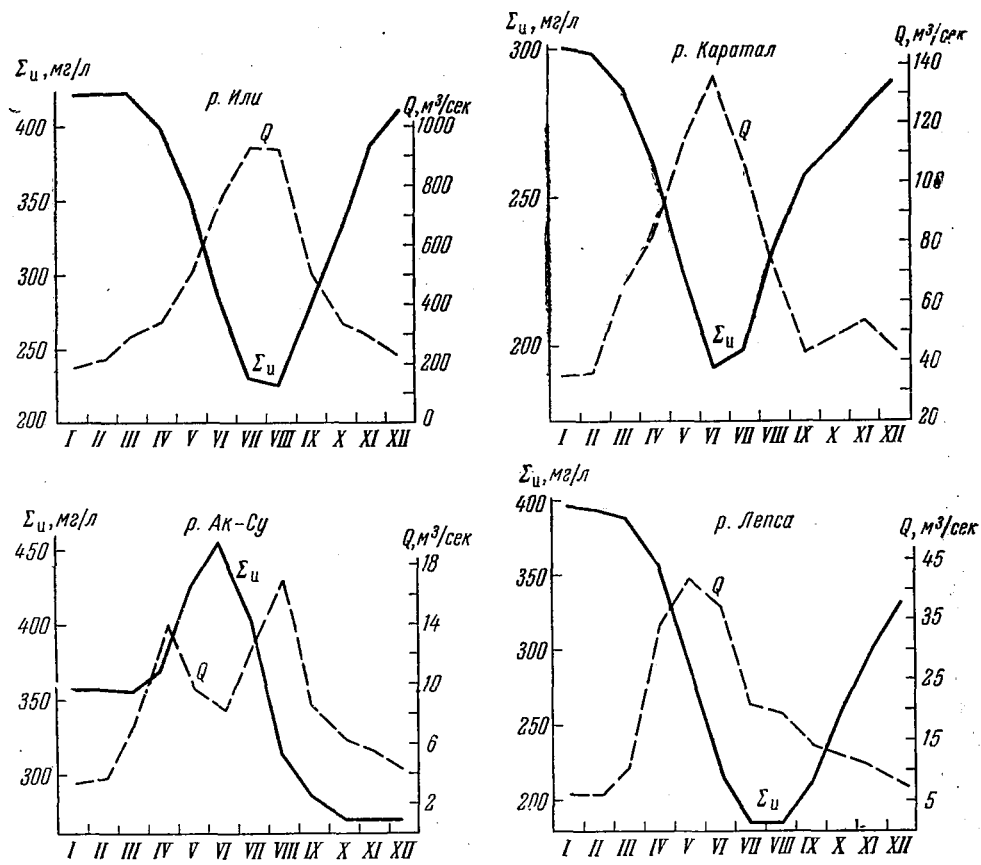 Σи, мг/л
р. Или
Q, м³/сек
400
350
300
250
200
1000
800
600
400
200
0
Q
Σи
I II III IV V VI VII VIII IX X XI XII
Σи, мг/л
р. Каратал
Q, м³/сек
300
250
200
140
120
100
80
60
40
20
Q
Σи
I II III IV V VI VII VIII IX X XI XII
Σи, мг/л
р. Ак-Су
Q, м³/сек
450
400
350
300
18
14
10
6
2
Σи
Q
I II III IV V VI VII VIII IX X XI XII
Σи, мг/л
р. Лепса
Q, м³/сек
400
350
300
250
200
45
35
25
15
5
Q
Σи
I II III IV V VI VII VIII IX X XI XII